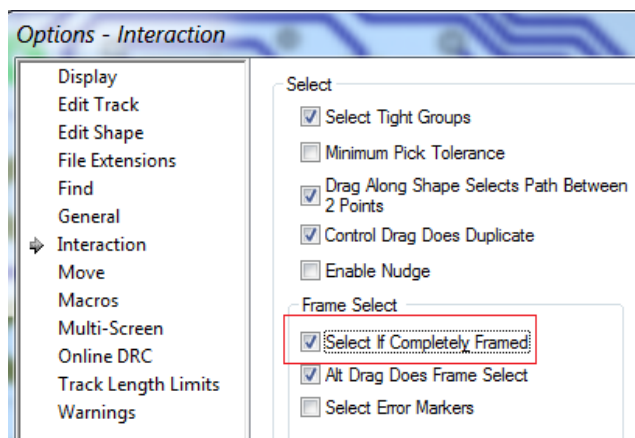 Options - Interaction
Display
Edit Track
Edit Shape
File Extensions
Find
General
Interaction
Move
Macros
Multi-Screen
Online DRC
Track Length Limits
Warnings
Select
Select Tight Groups
Minimum Pick Tolerance
Drag Along Shape Selects Path Between
2 Points
Control Drag Does Duplicate
Enable Nudge
Frame Select
Select If Completely Framed
Alt Drag Does Frame Select
Select Error Markers